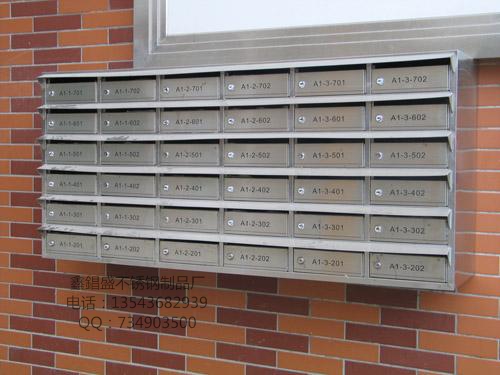 A1-1-701 A1-1-702 A1-2-701 A1-2-702 A1-3-701 A1-3-702
A1-1-601 A1-1-602 A1-2-601 A1-2-602 A1-3-601 A1-3-602
A1-1-501 A1-1-502 A1-2-501 A1-2-502 A1-3-501 A1-3-502
A1-1-401 A1-1-402 A1-2-401 A1-2-402 A1-3-401 A1-3-402
A1-1-301 A1-1-302 A1-2-301 A1-2-302 A1-3-301 A1-3-302
A1-1-201 A1-1-202 A1-2-201 A1-2-202 A1-3-201 A1-3-202
鑫錩盛不锈钢制品厂
电话：13543682939
QQ：734903500